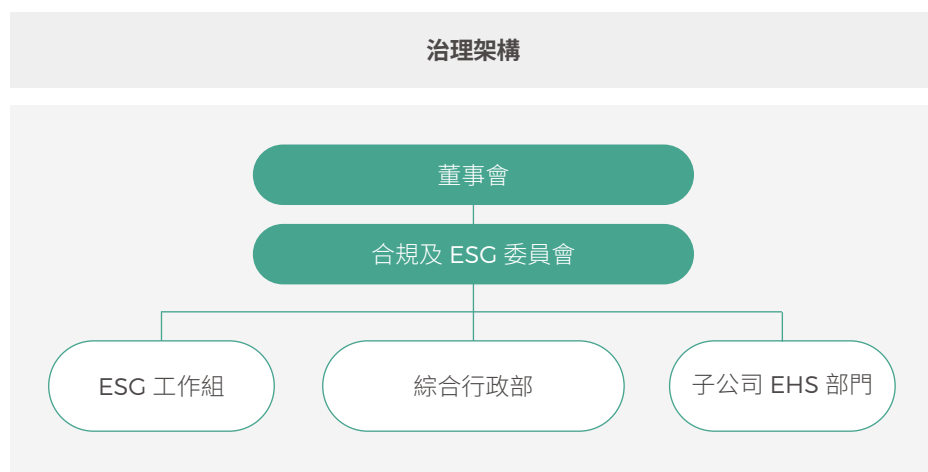 治理架構
董事會
合規及 ESG 委員會
ESG 工作組
綜合行政部
子公司 EHS 部門